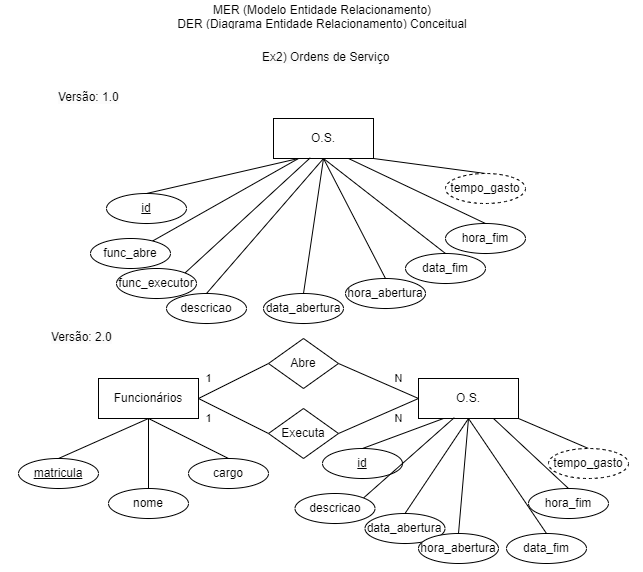 MER (Modelo Entidade Relacionamento)
DER (Diagrama Entidade Relacionamento) Conceitual
Ex2) Ordens de Serviço
Versão: 1.0
O.S.
tempo_gasto
id
hora_fim
func_abre
data_fim
func_executor
hora_abertura
descricao
data_abertura
Versão: 2.0
Abre
1
N
Funcionários
O.S.
1
N
Executa
matricula
cargo
id
tempo_gasto
nome
descricao
hora_fim
data_abertura
hora_abertura
data_fim